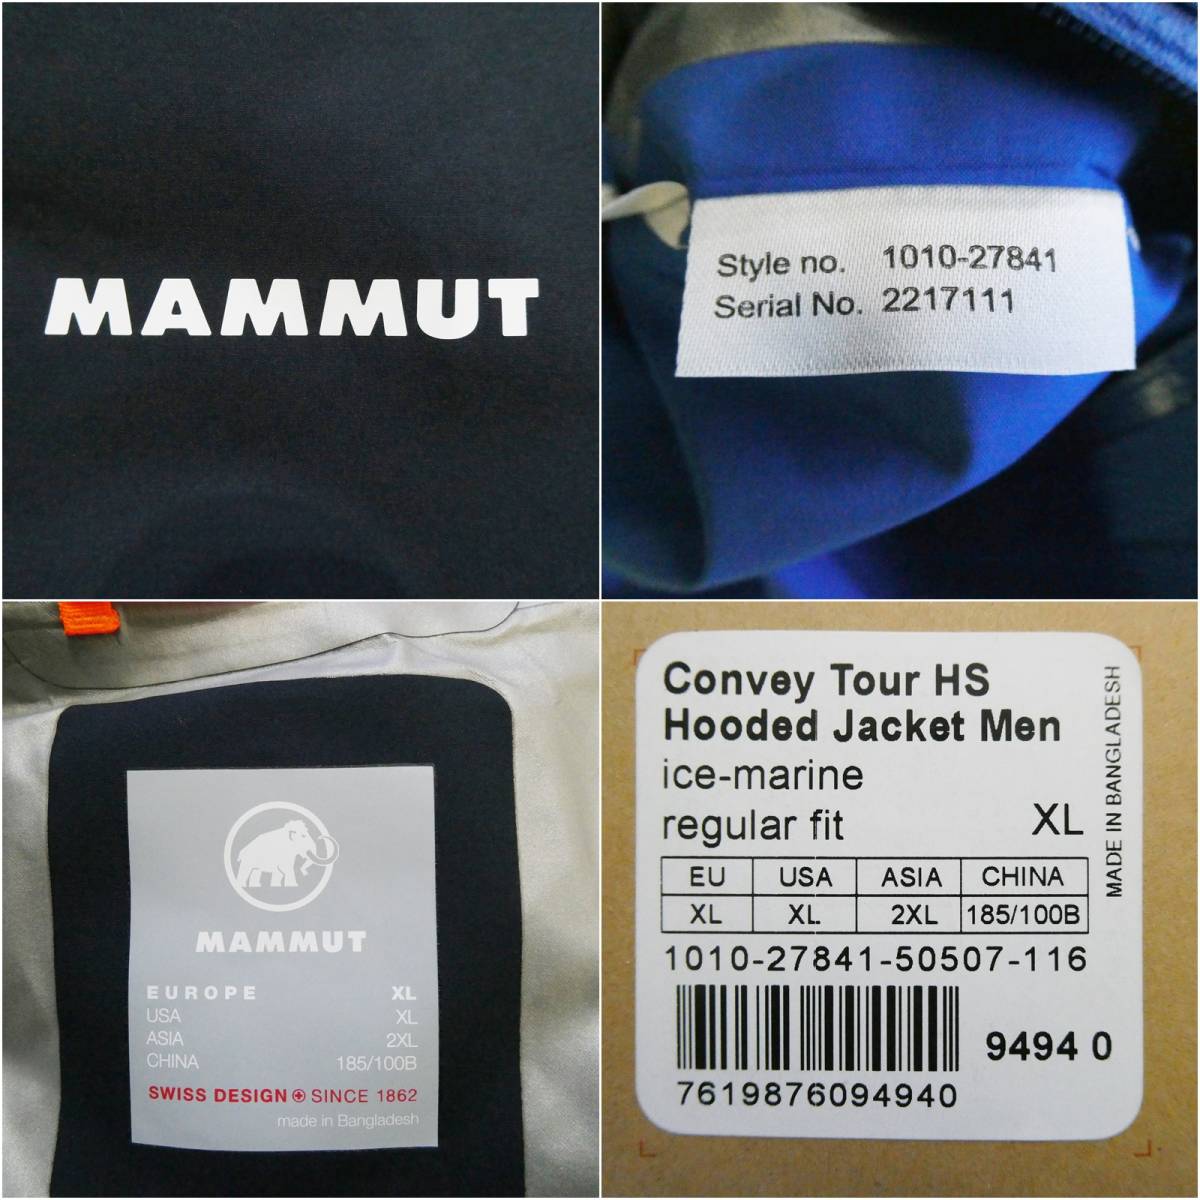 MAMMUT
Style no. 1010-27841
Serial No. 2217111
MAMMUT
EUROPE XL
USA XL
ASIA 2XL
CHINA 185/100B
SWISS DESIGN SINCE 1862
made in Bangladesh
Convey Tour HS
Hooded Jacket Men
ice-marine
regular fit XL
EU USA ASIA CHINA
XL XL 2XL 185/100B
1010-27841-50507-116
9494 0
7619876094940
MADE IN BANGLADESH